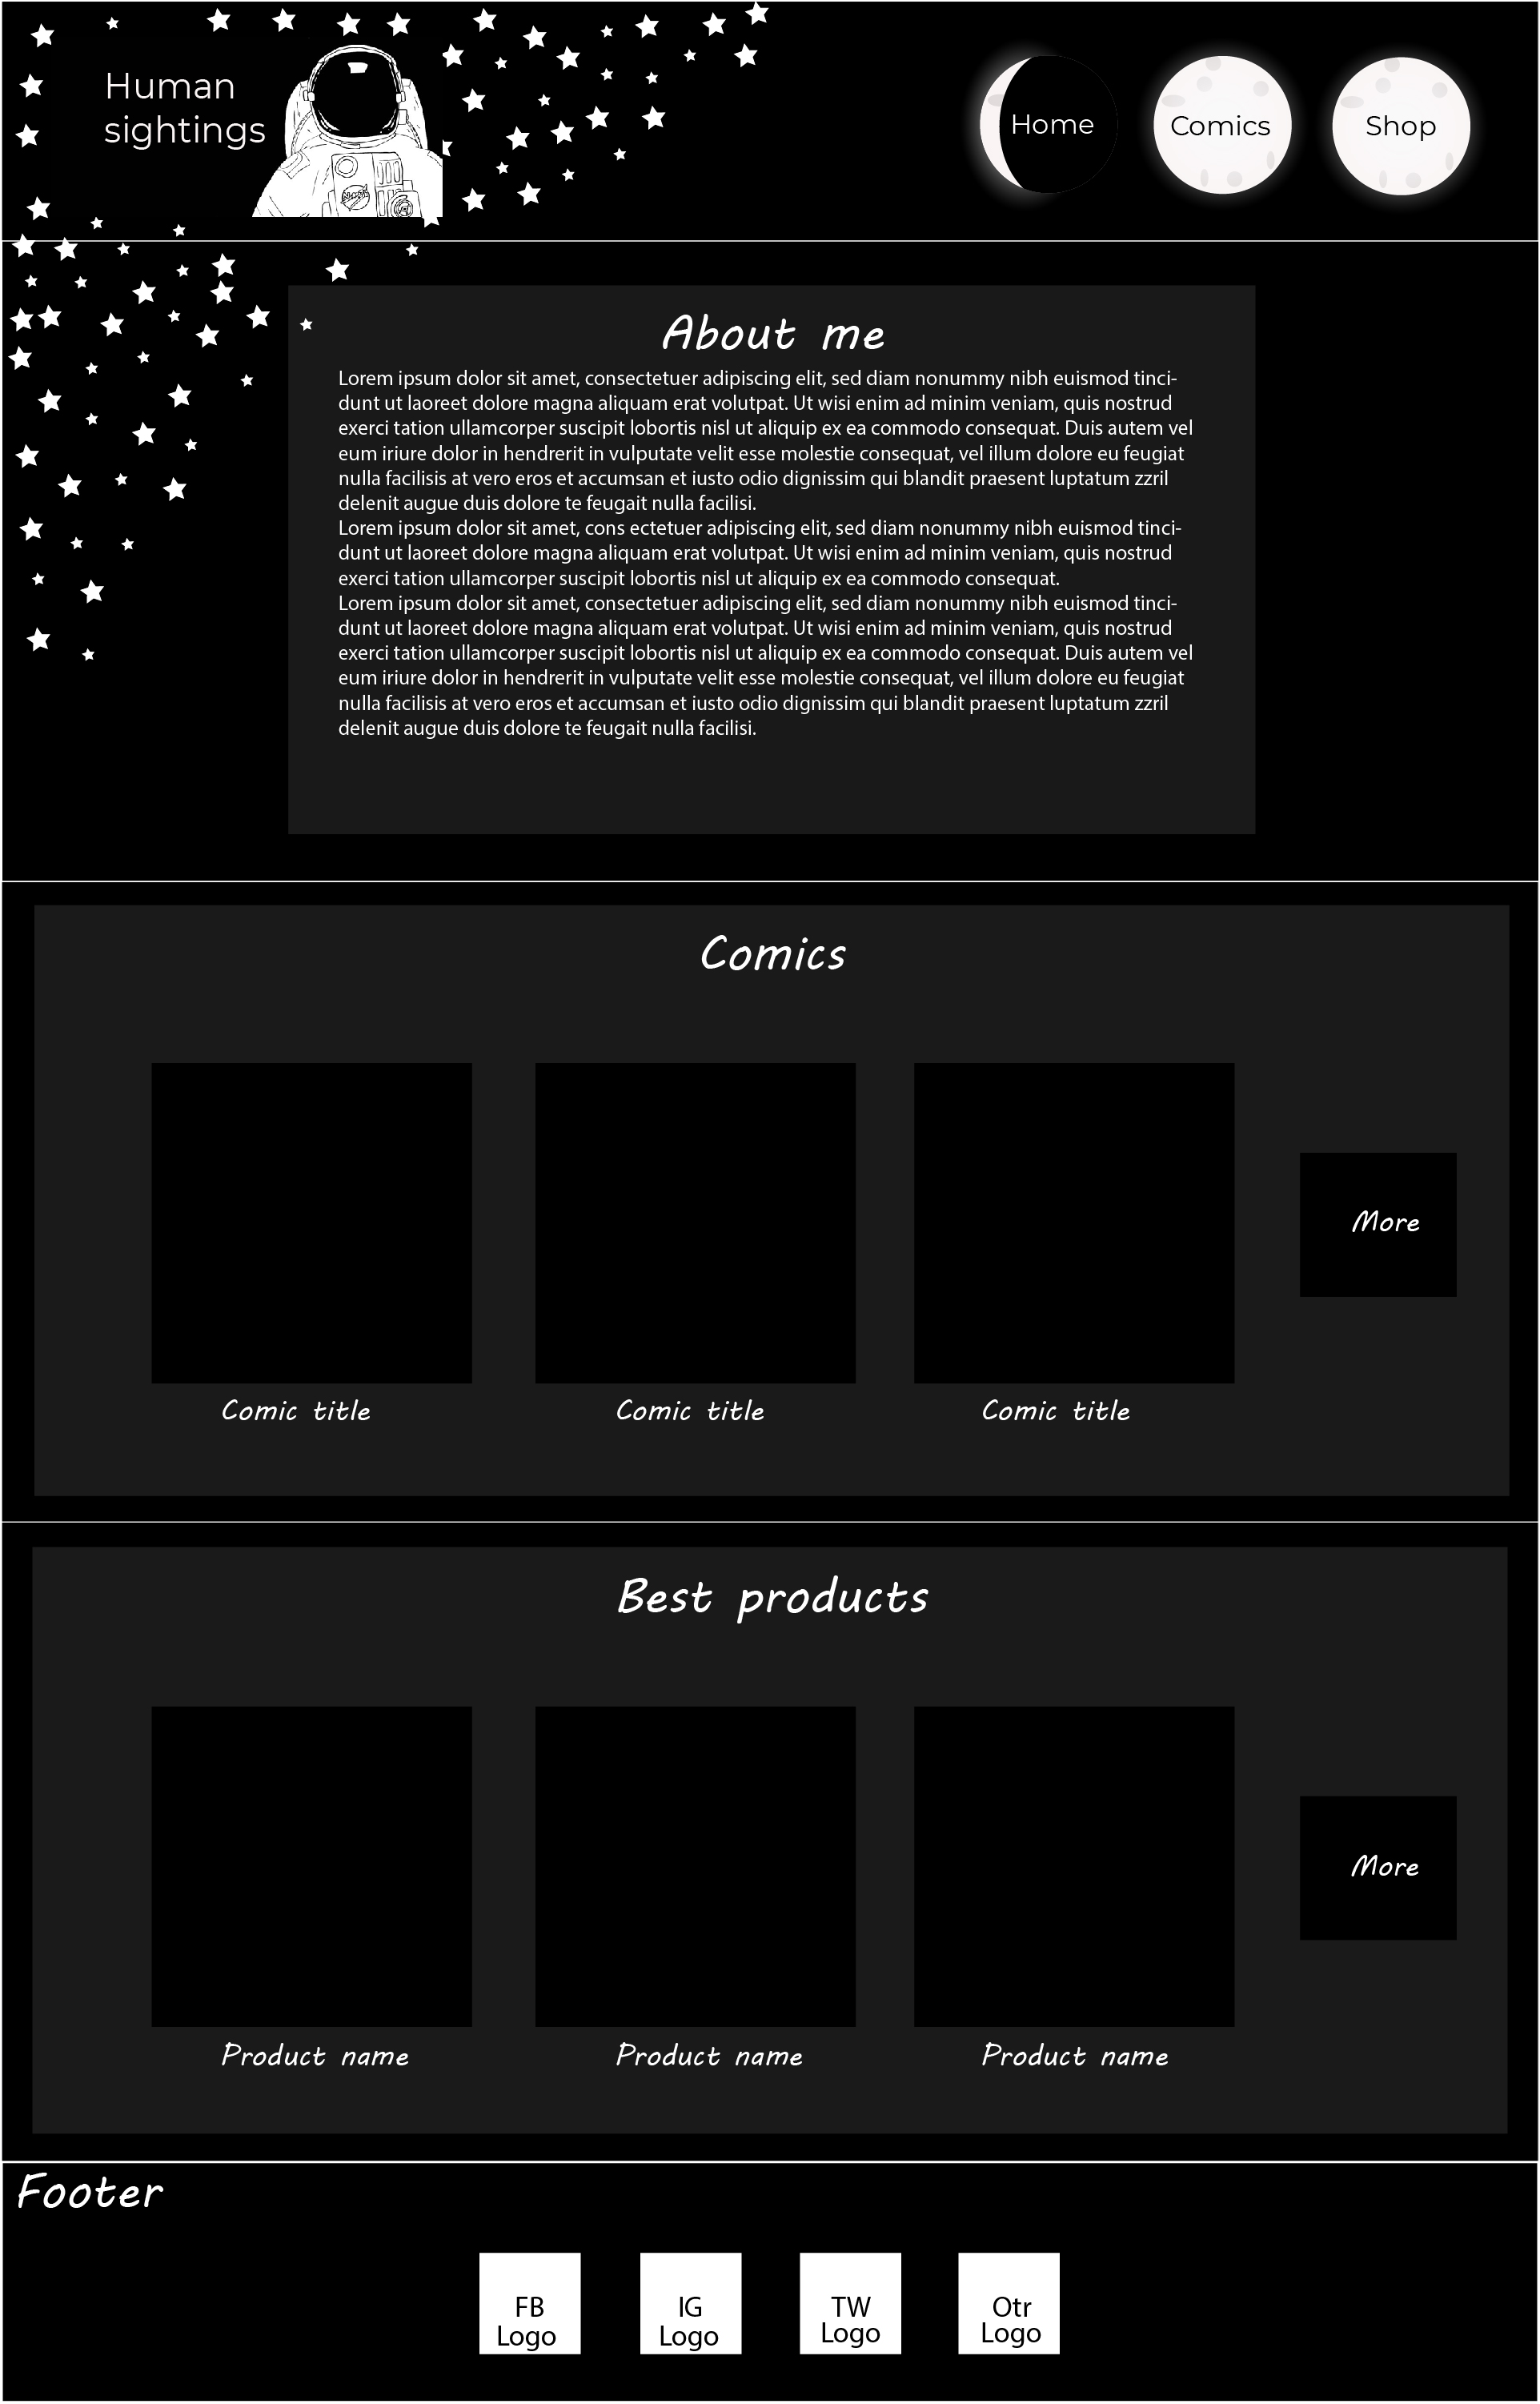 Human
sightings
Home
Comics
Shop
About me
Lorem ipsum dolor sit amet, consectetuer adipiscing elit, sed diam nonummy nibh euismod tinci-
dunt ut laoreet dolore magna aliquam erat volutpat. Ut wisi enim ad minim veniam, quis nostrud
exerci tation ullamcorper suscipit lobortis nisl ut aliquip ex ea commodo consequat. Duis autem vel
eum iriure dolor in hendrerit in vulputate velit esse molestie consequat, vel illum dolore eu feugiat
nulla facilisis at vero eros et accumsan et iusto odio dignissim qui blandit praesent luptatum zzril
delenit augue duis dolore te feugait nulla facilisi.
Lorem ipsum dolor sit amet, cons ectetuer adipiscing elit, sed diam nonummy nibh euismod tinci-
dunt ut laoreet dolore magna aliquam erat volutpat. Ut wisi enim ad minim veniam, quis nostrud
exerci tation ullamcorper suscipit lobortis nisl ut aliquip ex ea commodo consequat.
Lorem ipsum dolor sit amet, consectetuer adipiscing elit, sed diam nonummy nibh euismod tinci-
dunt ut laoreet dolore magna aliquam erat volutpat. Ut wisi enim ad minim veniam, quis nostrud
exerci tation ullamcorper suscipit lobortis nisl ut aliquip ex ea commodo consequat. Duis autem vel
eum iriure dolor in hendrerit in vulputate velit esse molestie consequat, vel illum dolore eu feugiat
nulla facilisis at vero eros et accumsan et iusto odio dignissim qui blandit praesent luptatum zzril
delenit augue duis dolore te feugait nulla facilisi.
Comics
More
Comic title
Comic title
Comic title
Best products
More
Product name
Product name
Product name
Footer
FB
Logo
IG
Logo
TW
Logo
Otr
Logo